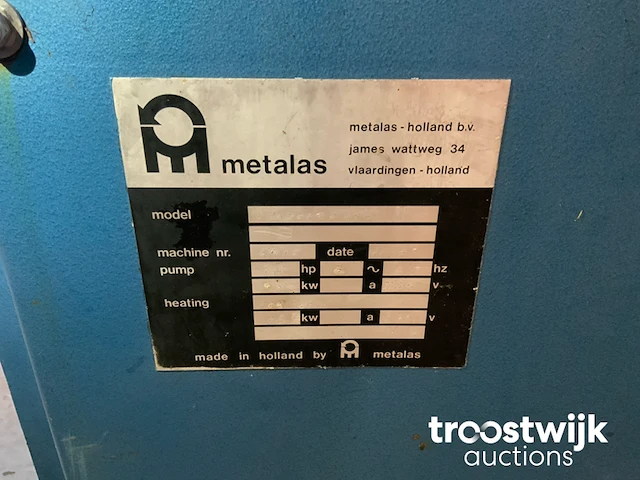 metalas
metalas - holland b.v.
james wattweg 34
vlaardingen - holland
model
machine nr. date
pump hp hz
kw a v
heating
kw a v
made in holland by metalas
troostwijk
auctions